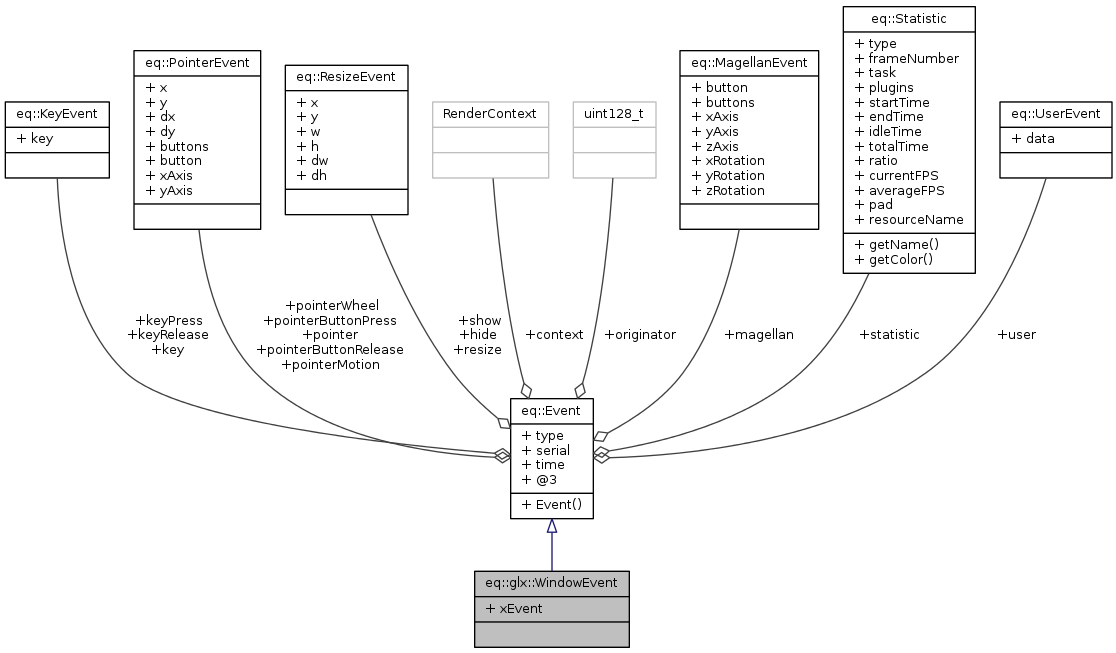 eq::KeyEvent
+ key
eq::PointerEvent
+ x
+ y
+ dx
+ dy
+ buttons
+ button
+ xAxis
+ yAxis
eq::ResizeEvent
+ x
+ y
+ w
+ h
+ dw
+ dh
RenderContext
uint128_t
eq::MagellanEvent
+ button
+ buttons
+ xAxis
+ yAxis
+ zAxis
+ xRotation
+ yRotation
+ zRotation
eq::Statistic
+ type
+ frameNumber
+ task
+ plugins
+ startTime
+ endTime
+ idleTime
+ totalTime
+ ratio
+ currentFPS
+ averageFPS
+ pad
+ resourceName
+ getName()
+ getColor()
eq::UserEvent
+ data
+keyPress
+keyRelease
+key
+pointerWheel
+pointerButtonPress
+pointer
+pointerButtonRelease
+pointerMotion
+show
+hide
+resize
+context
+originator
+magellan
+statistic
+user
eq::Event
+ type
+ serial
+ time
+ @3
+ Event()
eq::glx::WindowEvent
+ xEvent